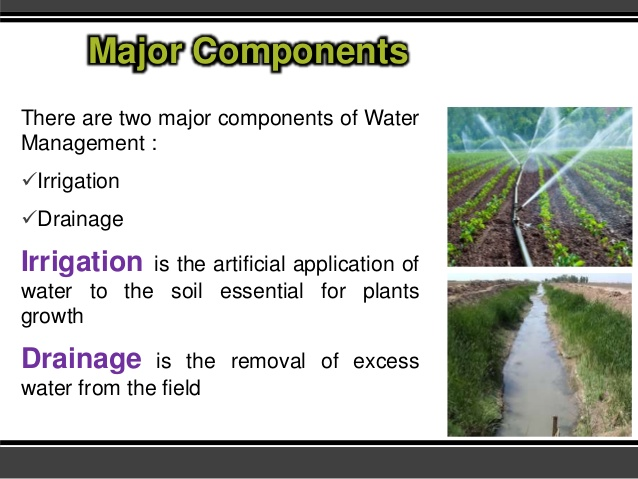 Major Components
There are two major components of Water
Management :
✓Irrigation
✓Drainage
Irrigation is the artificial application of
water to the soil essential for plants
growth
Drainage is the removal of excess
water from the field